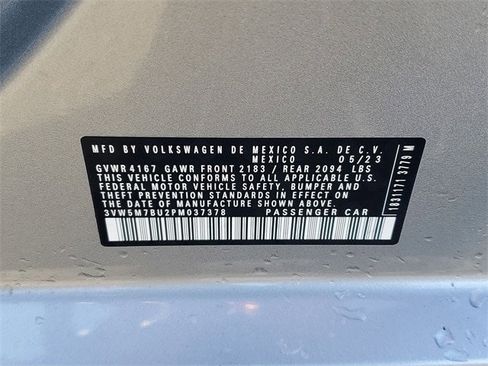 MFD BY VOLKSWAGEN DE MEXICO S.A. DE C.V.
MEXICO 05/23
GVWR 4167 GAWR FRONT 2183 / REAR 2094 LBS
THIS VEHICLE CONFORMS TO ALL APPLICABLE U.S.
FEDERAL MOTOR VEHICLE SAFETY, BUMPER AND
THEFT PREVENTION STANDARDS IN EFFECT ON
THE DATE OF MANUFACTURE SHOWN ABOVE.
3VW5M7BU2PM037378 PASSENGER CAR
1831171 3779 M